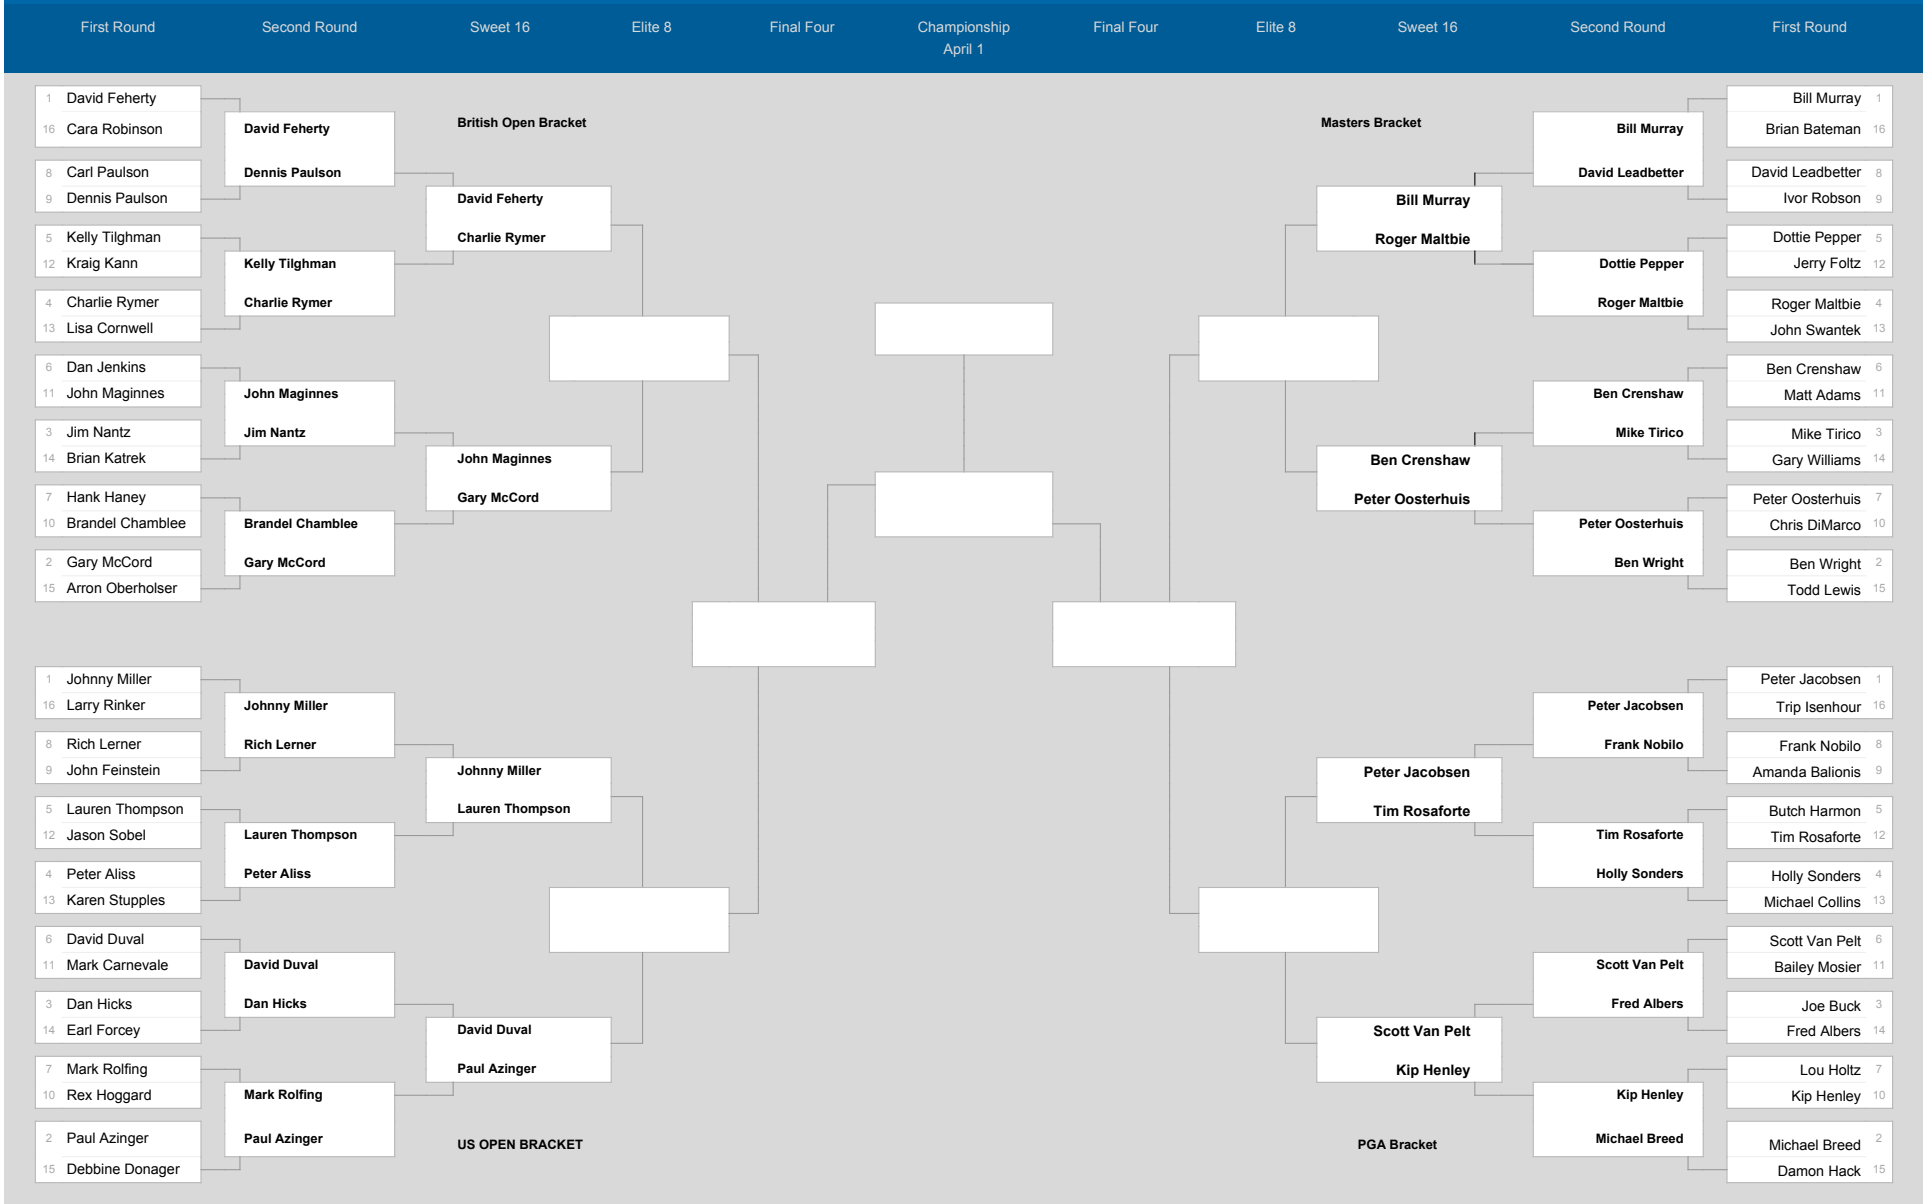 First Round Second Round Sweet 16 Elite 8 Final Four Championship Final Four Elite 8 Sweet 16 Second Round First Round
April 1
British Open Bracket
1 David Feherty
16 Cara Robinson
8 Carl Paulson
9 Dennis Paulson
5 Kelly Tilghman
12 Kraig Kann
4 Charlie Rymer
13 Lisa Cornwell
6 Dan Jenkins
11 John Maginnes
3 Jim Nantz
14 Brian Katrek
7 Hank Haney
10 Brandel Chamblee
2 Gary McCord
15 Arron Oberholser
David Feherty
Dennis Paulson
Kelly Tilghman
Charlie Rymer
John Maginnes
Jim Nantz
Brandel Chamblee
Gary McCord
David Feherty
Charlie Rymer
John Maginnes
Gary McCord
1 Johnny Miller
16 Larry Rinker
8 Rich Lerner
9 John Feinstein
5 Lauren Thompson
12 Jason Sobel
4 Peter Aliss
13 Karen Stupples
6 David Duval
11 Mark Carnevale
3 Dan Hicks
14 Earl Forcey
7 Mark Rolfing
10 Rex Hoggard
2 Paul Azinger
15 Debbine Donager
Johnny Miller
Rich Lerner
Lauren Thompson
Peter Aliss
David Duval
Dan Hicks
Mark Rolfing
Paul Azinger
Johnny Miller
Lauren Thompson
David Duval
Paul Azinger
US OPEN BRACKET
Masters Bracket
Bill Murray
Roger Maltbie
Ben Crenshaw
Peter Oosterhuis
Bill Murray
David Leadbetter
Dottie Pepper
Roger Maltbie
Ben Crenshaw
Mike Tirico
Peter Oosterhuis
Ben Wright
Bill Murray 1
Brian Bateman 16
David Leadbetter 8
Ivor Robson 9
Dottie Pepper 5
Jerry Foltz 12
Roger Maltbie 4
John Swantek 13
Ben Crenshaw 6
Matt Adams 11
Mike Tirico 3
Gary Williams 14
Peter Oosterhuis 7
Chris DiMarco 10
Ben Wright 2
Todd Lewis 15
Peter Jacobsen
Tim Rosaforte
Scott Van Pelt
Kip Henley
Peter Jacobsen
Frank Nobilo
Tim Rosaforte
Holly Sonders
Scott Van Pelt
Fred Albers
Kip Henley
Michael Breed
Peter Jacobsen 1
Trip Isenhour 16
Frank Nobilo 8
Amanda Balionis 9
Butch Harmon 5
Tim Rosaforte 12
Holly Sonders 4
Michael Collins 13
Scott Van Pelt 6
Bailey Mosier 11
Joe Buck 3
Fred Albers 14
Lou Holtz 7
Kip Henley 10
Michael Breed 2
Damon Hack 15
PGA Bracket